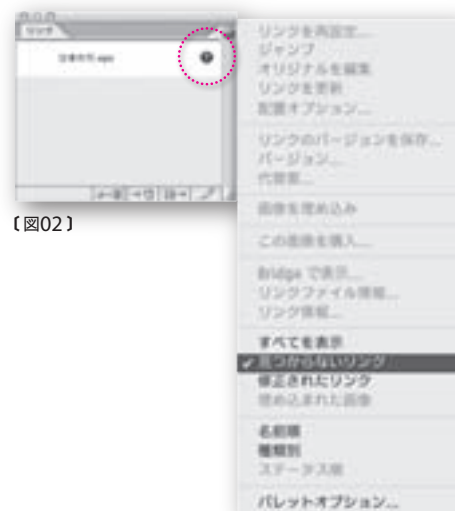 リンク
〔図02〕
リンクを再設定...
ジャンプ
オリジナルを編集
リンクを更新
配置オプション...
リンクのバージョンを保存...
バージョン...
代替案...
画像を埋め込み
この画像を購入...
Bridge で表示...
リンクファイル情報...
リンク情報...
すべてを表示
見つからないリンク
修正されたリンク
埋め込まれた画像
名前順
種類別
ステータス順
パレットオプション...